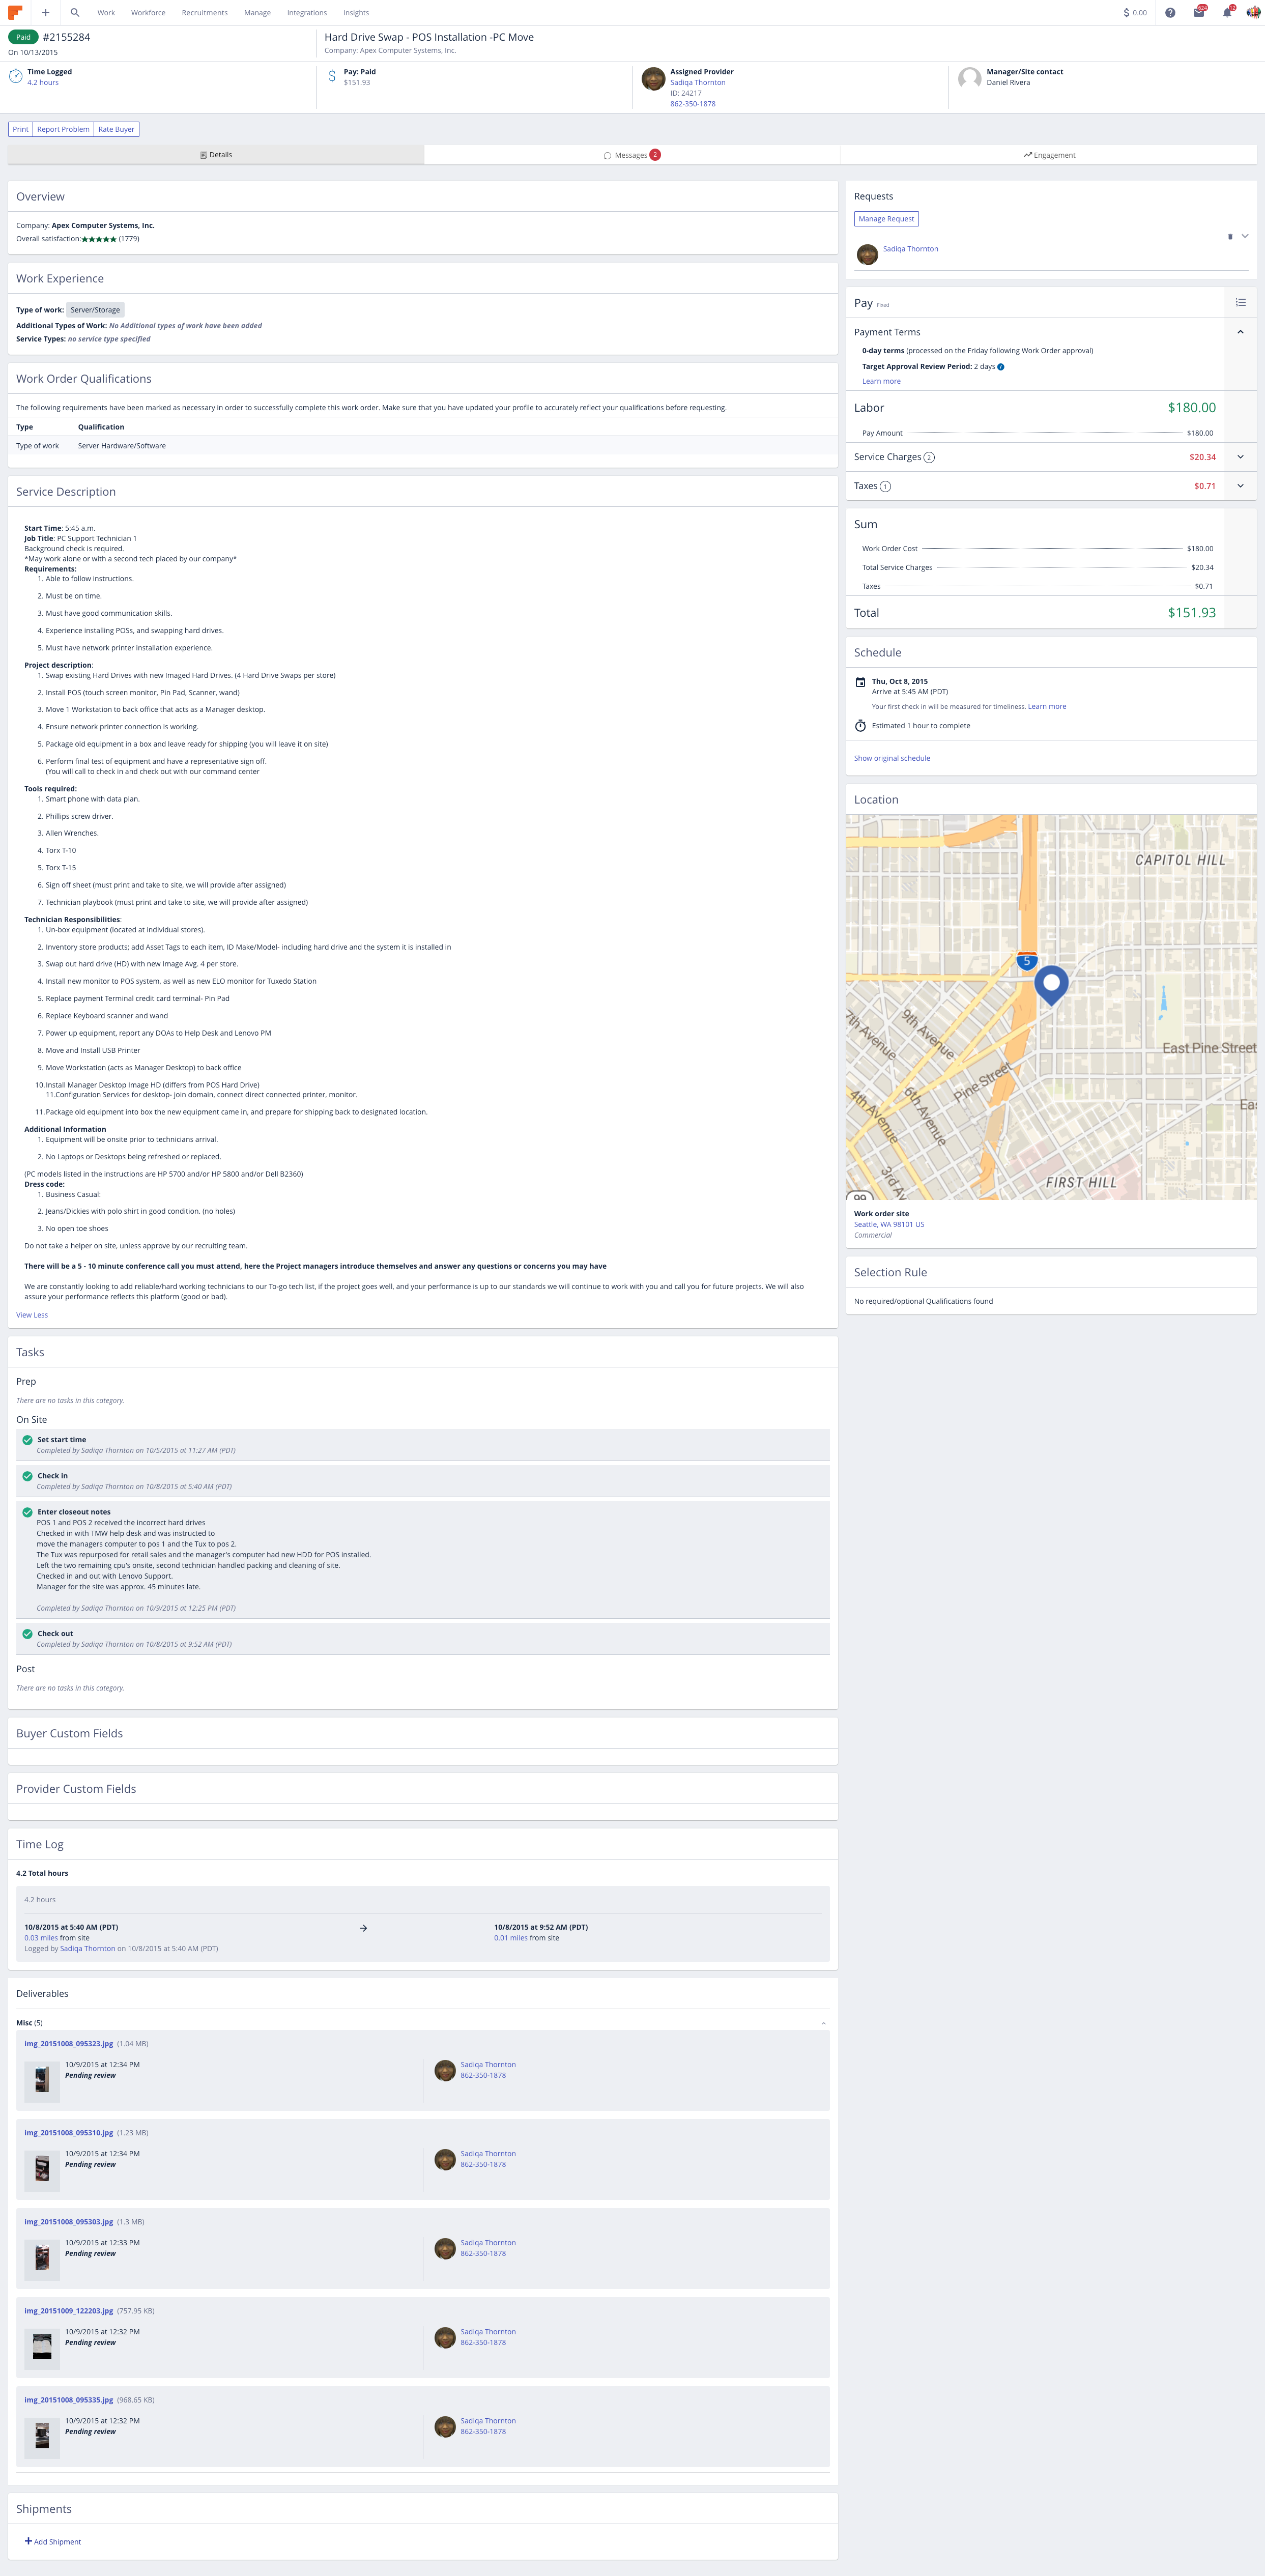 Work Workforce Recruitments Manage Integrations Insights
$ 0.00
Paid #2155284
On 10/13/2015
Hard Drive Swap - POS Installation -PC Move
Company: Apex Computer Systems, Inc.
Time Logged
4.2 hours
Pay: Paid
$151.93
Assigned Provider
Sadiqa Thornton
ID: 24217
862-350-1878
Manager/Site contact
Daniel Rivera
Print Report Problem Rate Buyer
Details
Messages 2
Engagement
Overview
Company: Apex Computer Systems, Inc.
Overall satisfaction:★★★★★ (1779)
Work Experience
Type of work: Server/Storage
Additional Types of Work: No Additional types of work have been added
Service Types: no service type specified
Work Order Qualifications
The following requirements have been marked as necessary in order to successfully complete this work order. Make sure that you have updated your profile to accurately reflect your qualifications before requesting.
Type Qualification
Type of work Server Hardware/Software
Service Description
Start Time: 5:45 a.m.
Job Title: PC Support Technician 1
Background check is required.
*May work alone or with a second tech placed by our company*
Requirements:
1. Able to follow instructions.
2. Must be on time.
3. Must have good communication skills.
4. Experience installing POSs, and swapping hard drives.
5. Must have network printer installation experience.
Project description:
1. Swap existing Hard Drives with new Imaged Hard Drives. (4 Hard Drive Swaps per store)
2. Install POS (touch screen monitor, Pin Pad, Scanner, wand)
3. Move 1 Workstation to back office that acts as a Manager desktop.
4. Ensure network printer connection is working.
5. Package old equipment in a box and leave ready for shipping (you will leave it on site)
6. Perform final test of equipment and have a representative sign off.
(You will call to check in and check out with our command center
Tools required:
1. Smart phone with data plan.
2. Phillips screw driver.
3. Allen Wrenches.
4. Torx T-10
5. Torx T-15
6. Sign off sheet (must print and take to site, we will provide after assigned)
7. Technician playbook (must print and take to site, we will provide after assigned)
Technician Responsibilities:
1. Un-box equipment (located at individual stores).
2. Inventory store products; add Asset Tags to each item, ID Make/Model- including hard drive and the system it is installed in
3. Swap out hard drive (HD) with new Image Avg. 4 per store.
4. Install new monitor to POS system, as well as new ELO monitor for Tuxedo Station
5. Replace payment Terminal credit card terminal- Pin Pad
6. Replace Keyboard scanner and wand
7. Power up equipment, report any DOAs to Help Desk and Lenovo PM
8. Move and Install USB Printer
9. Move Workstation (acts as Manager Desktop) to back office
10.Install Manager Desktop Image HD (differs from POS Hard Drive)
11.Configuration Services for desktop- join domain, connect direct connected printer, monitor.
11.Package old equipment into box the new equipment came in, and prepare for shipping back to designated location.
Additional Information
1. Equipment will be onsite prior to technicians arrival.
2. No Laptops or Desktops being refreshed or replaced.
(PC models listed in the instructions are HP 5700 and/or HP 5800 and/or Dell B2360)
Dress code:
1. Business Casual:
2. Jeans/Dickies with polo shirt in good condition. (no holes)
3. No open toe shoes
Do not take a helper on site, unless approve by our recruiting team.
There will be a 5 - 10 minute conference call you must attend, here the Project managers introduce themselves and answer any questions or concerns you may have
We are constantly looking to add reliable/hard working technicians to our To-go tech list, if the project goes well, and your performance is up to our standards we will continue to work with you and call you for future projects. We will also
assure your performance reflects this platform (good or bad).
View Less
Tasks
Prep
There are no tasks in this category.
On Site
Set start time
Completed by Sadiqa Thornton on 10/5/2015 at 11:27 AM (PDT)
Check in
Completed by Sadiqa Thornton on 10/8/2015 at 5:40 AM (PDT)
Enter closeout notes
POS 1 and POS 2 received the incorrect hard drives
Checked in with TMW help desk and was instructed to
move the managers computer to pos 1 and the Tux to pos 2.
The Tux was repurposed for retail sales and the manager's computer had new HDD for POS installed.
Left the two remaining cpu's onsite, second technician handled packing and cleaning of site.
Checked in and out with Lenovo Support.
Manager for the site was approx. 45 minutes late.
Completed by Sadiqa Thornton on 10/9/2015 at 12:25 PM (PDT)
Check out
Completed by Sadiqa Thornton on 10/8/2015 at 9:52 AM (PDT)
Post
There are no tasks in this category.
Buyer Custom Fields
Provider Custom Fields
Time Log
4.2 Total hours
4.2 hours
10/8/2015 at 5:40 AM (PDT)
0.03 miles from site
Logged by Sadiqa Thornton on 10/8/2015 at 5:40 AM (PDT)
10/8/2015 at 9:52 AM (PDT)
0.01 miles from site
Deliverables
Misc (5)
img_20151008_095323.jpg (1.04 MB)
10/9/2015 at 12:34 PM
Pending review
Sadiqa Thornton
862-350-1878
img_20151008_095310.jpg (1.23 MB)
10/9/2015 at 12:34 PM
Pending review
Sadiqa Thornton
862-350-1878
img_20151008_095303.jpg (1.3 MB)
10/9/2015 at 12:33 PM
Pending review
Sadiqa Thornton
862-350-1878
img_20151009_122203.jpg (757.95 KB)
10/9/2015 at 12:32 PM
Pending review
Sadiqa Thornton
862-350-1878
img_20151008_095335.jpg (968.65 KB)
10/9/2015 at 12:32 PM
Pending review
Sadiqa Thornton
862-350-1878
Shipments
Add Shipment
Requests
Manage Request
Sadiqa Thornton
Pay Fixed
Payment Terms
0-day terms (processed on the Friday following Work Order approval)
Target Approval Review Period: 2 days
Learn more
Labor $180.00
Pay Amount $180.00
Service Charges 2 $20.34
Taxes 1 $0.71
Sum
Work Order Cost $180.00
Total Service Charges $20.34
Taxes $0.71
Total $151.93
Schedule
Thu, Oct 8, 2015
Arrive at 5:45 AM (PDT)
Your first check in will be measured for timeliness. Learn more
Estimated 1 hour to complete
Show original schedule
Location
CAPITOL HILL
5
7th Avenue
9th Avenue
East Pine Street
Pine Street
4th Avenue
6th Avenue
Eas
3rd Av
FIRST HILL
99
Work order site
Seattle, WA 98101 US
Commercial
Selection Rule
No required/optional Qualifications found